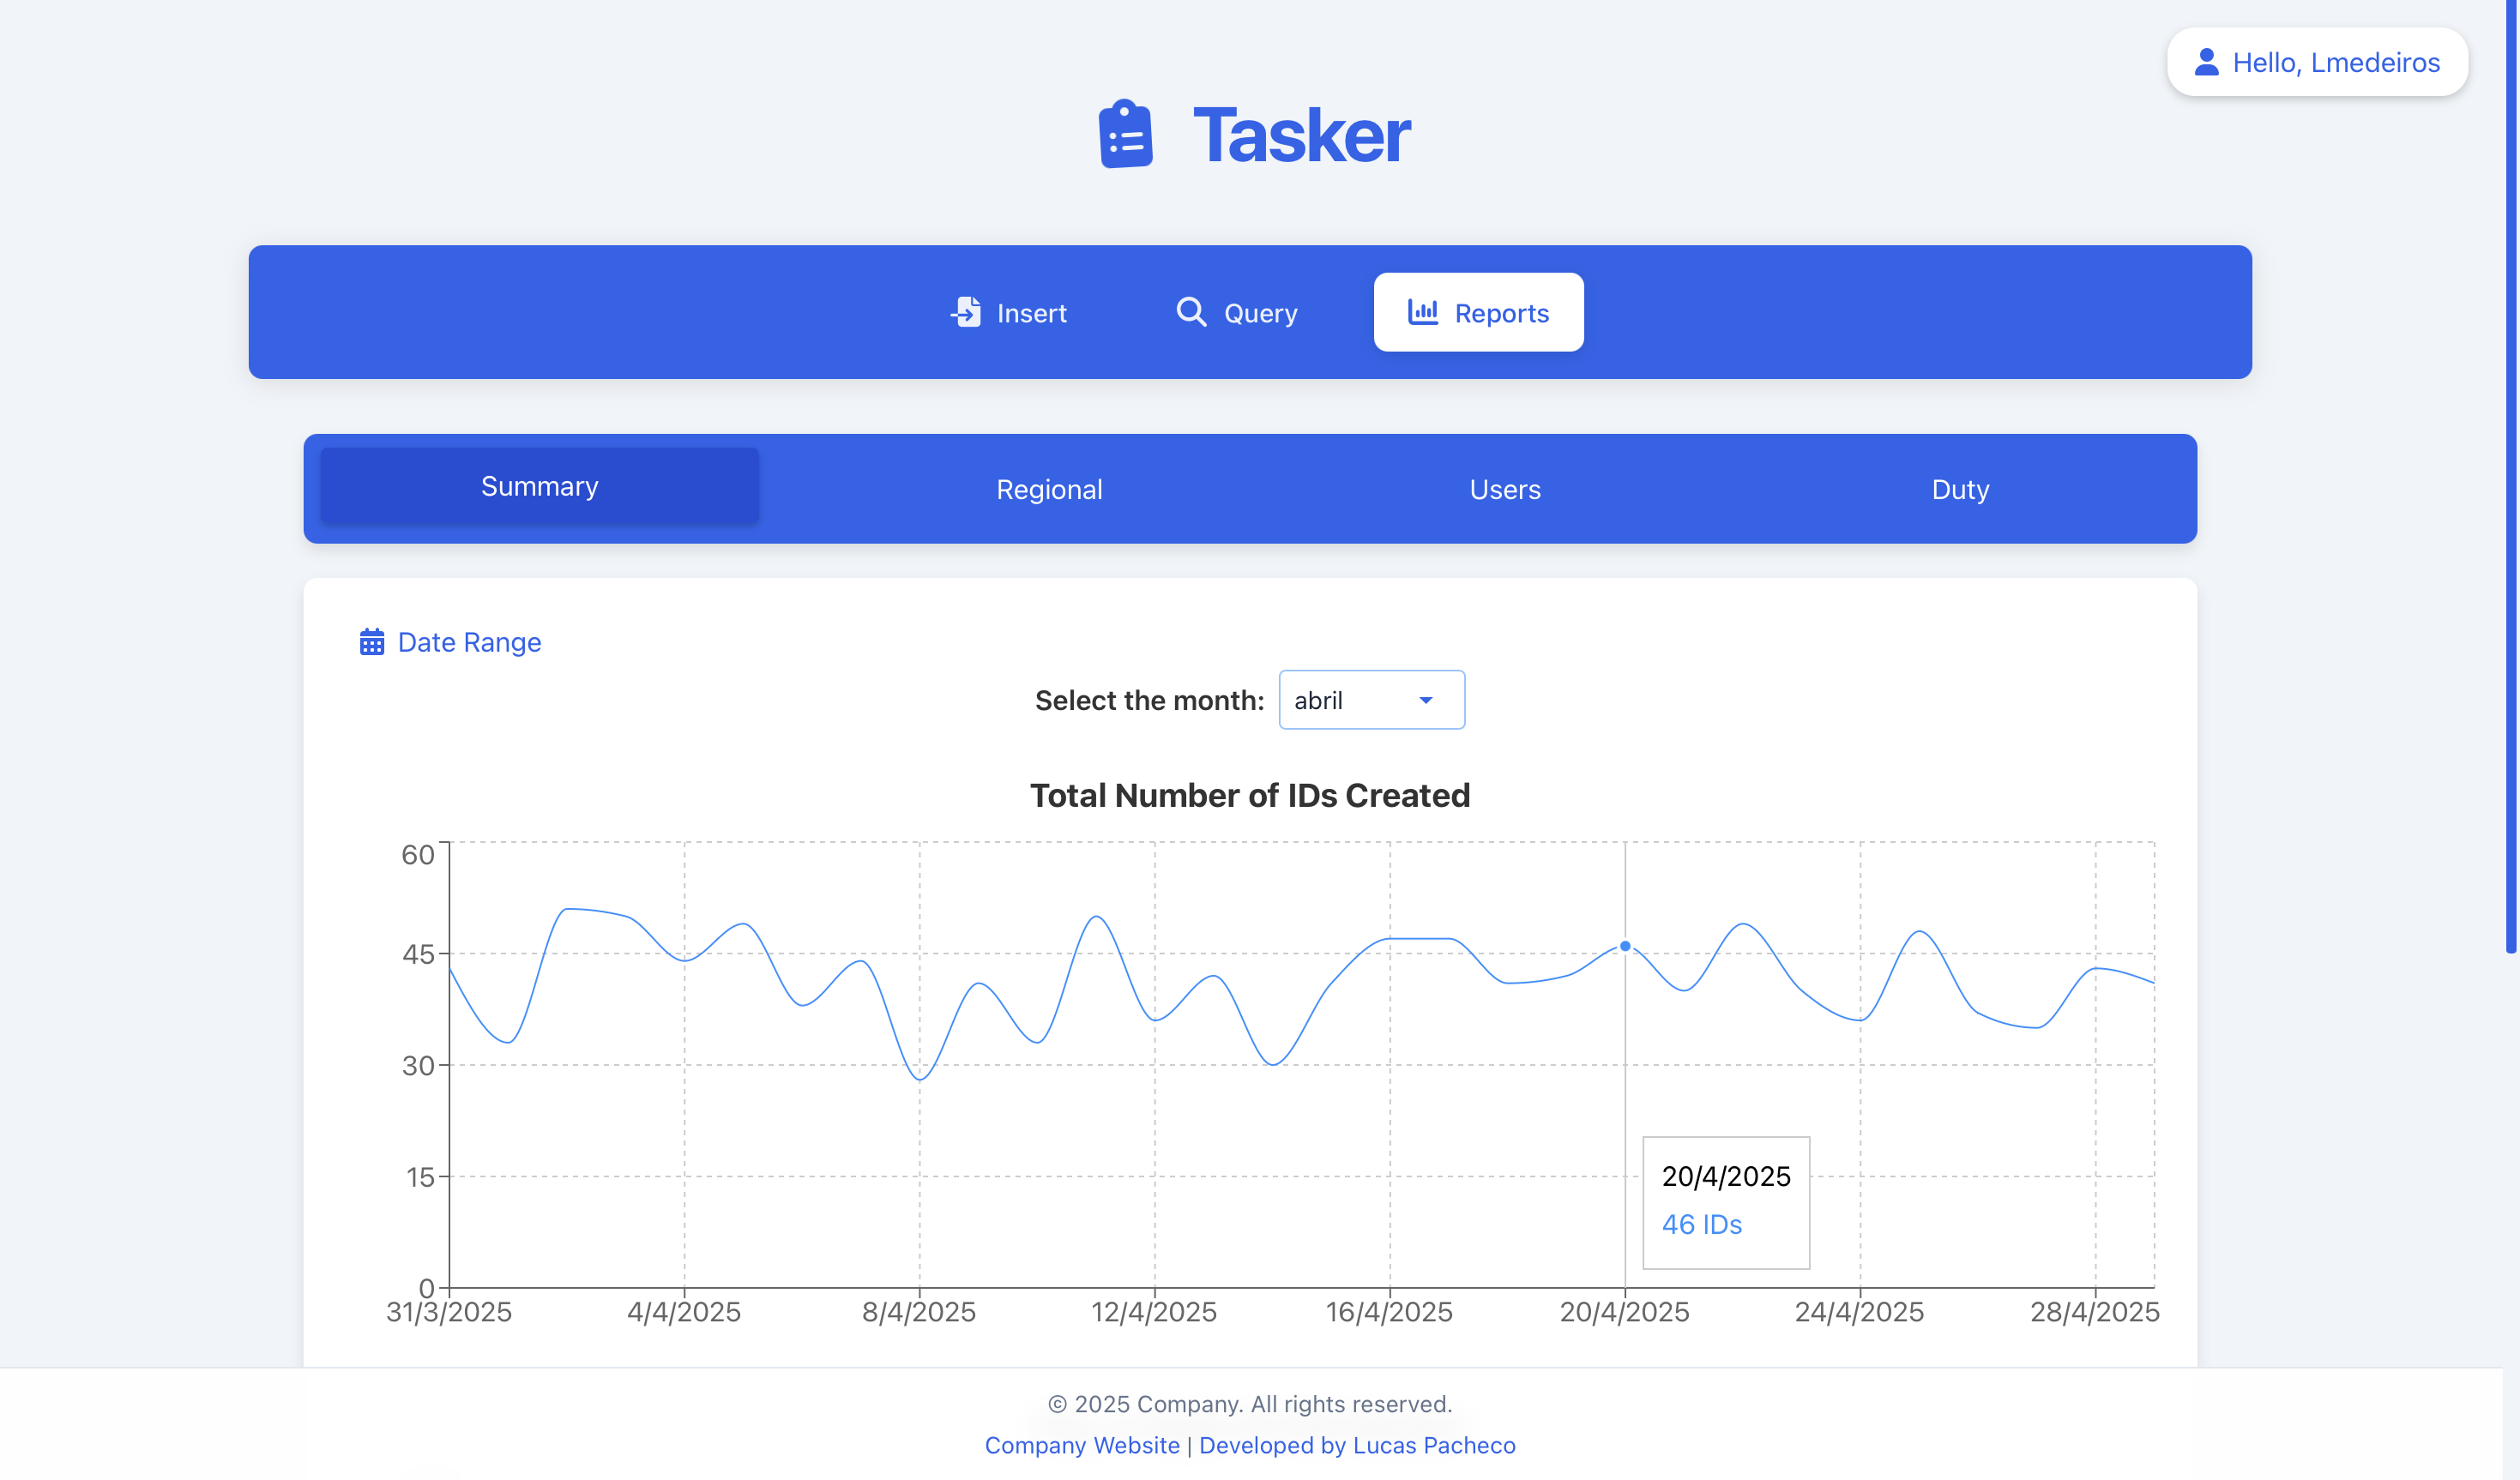 Hello, Lmedeiros
Tasker
Insert
Query
Reports
Summary
Regional
Users
Duty
Date Range
Select the month: abril
Total Number of IDs Created
60
45
30
15
0
20/4/2025
46 IDs
31/3/2025 4/4/2025 8/4/2025 12/4/2025 16/4/2025 20/4/2025 24/4/2025 28/4/2025
© 2025 Company. All rights reserved.
Company Website | Developed by Lucas Pacheco